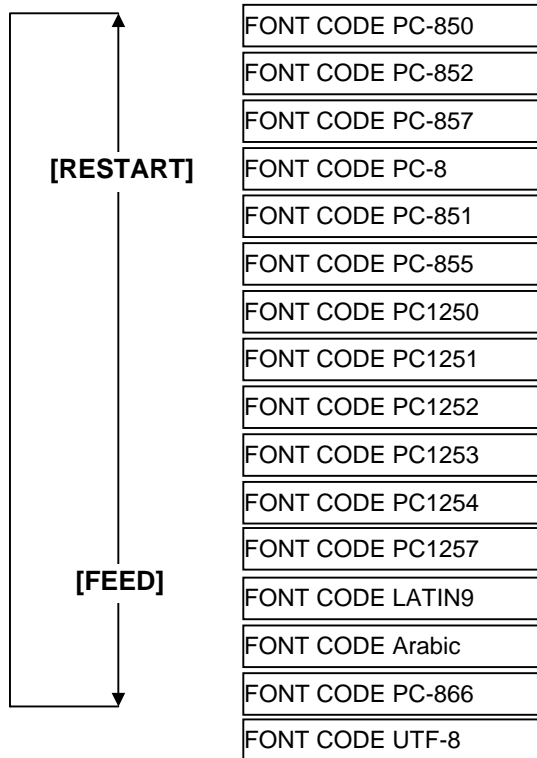 FONT CODE PC-850
FONT CODE PC-852
FONT CODE PC-857
[RESTART]
FONT CODE PC-8
FONT CODE PC-851
FONT CODE PC-855
FONT CODE PC1250
FONT CODE PC1251
FONT CODE PC1252
FONT CODE PC1253
FONT CODE PC1254
FONT CODE PC1257
[FEED]
FONT CODE LATIN9
FONT CODE Arabic
FONT CODE PC-866
FONT CODE UTF-8